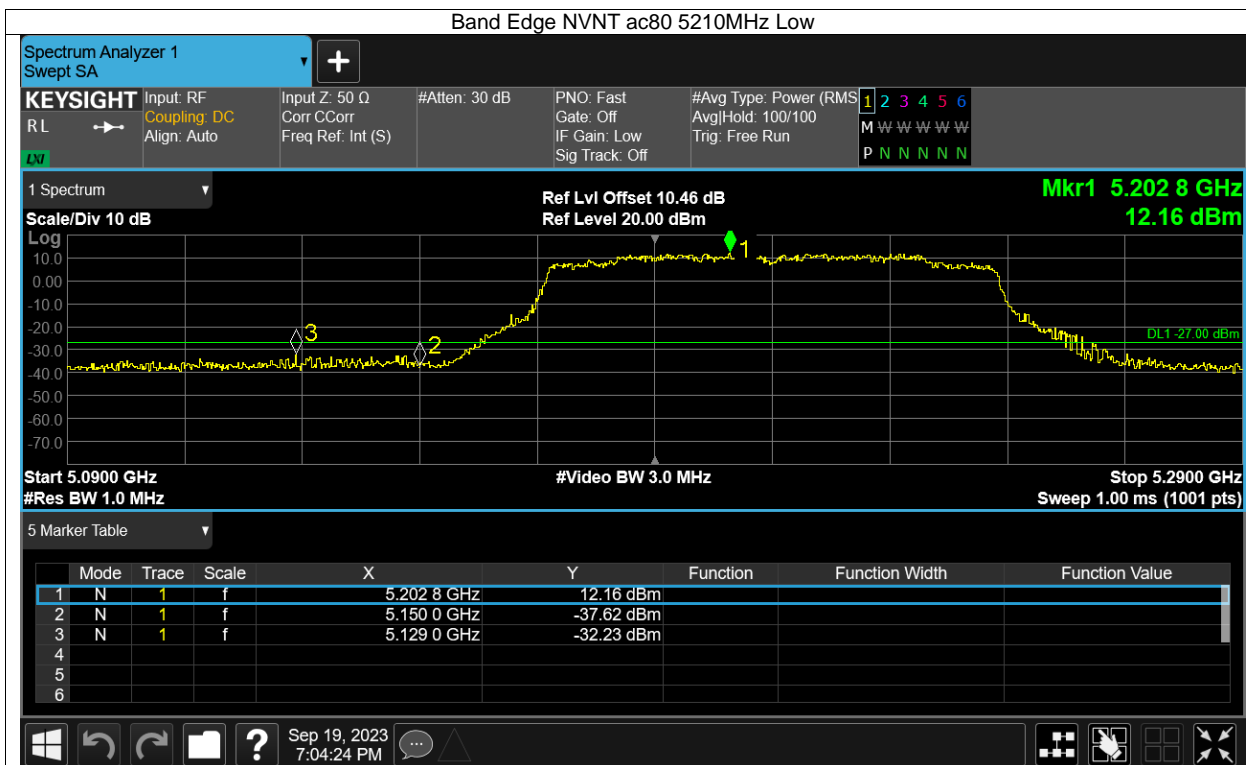 Band Edge NVNT ac80 5210MHz Low
Spectrum Analyzer 1
Swept SA
+
KEYSIGHT
RL
LXI
Input: RF
Coupling: DC
Align: Auto
Input Z: 50 Ω
Corr CCorr
Freq Ref: Int (S)
#Atten: 30 dB
PNO: Fast
Gate: Off
IF Gain: Low
Sig Track: Off
#Avg Type: Power (RMS
Avg|Hold: 100/100
Trig: Free Run
1 2 3 4 5 6
M W W W W W
P N N N N N
1 Spectrum
Scale/Div 10 dB
Ref Lvl Offset 10.46 dB
Ref Level 20.00 dBm
Mkr1 5.202 8 GHz
12.16 dBm
Log
10.0
0.00
-10.0
-20.0
-30.0
-40.0
-50.0
-60.0
-70.0
1
3
2
DL1 -27.00 dBm
Start 5.0900 GHz
#Video BW 3.0 MHz
Stop 5.2900 GHz
#Res BW 1.0 MHz
Sweep 1.00 ms (1001 pts)
5 Marker Table
Mode Trace Scale X Y Function Function Width Function Value
1 N 1 f 5.202 8 GHz 12.16 dBm
2 N 1 f 5.150 0 GHz -37.62 dBm
3 N 1 f 5.129 0 GHz -32.23 dBm
4
5
6
?
Sep 19, 2023
7:04:24 PM